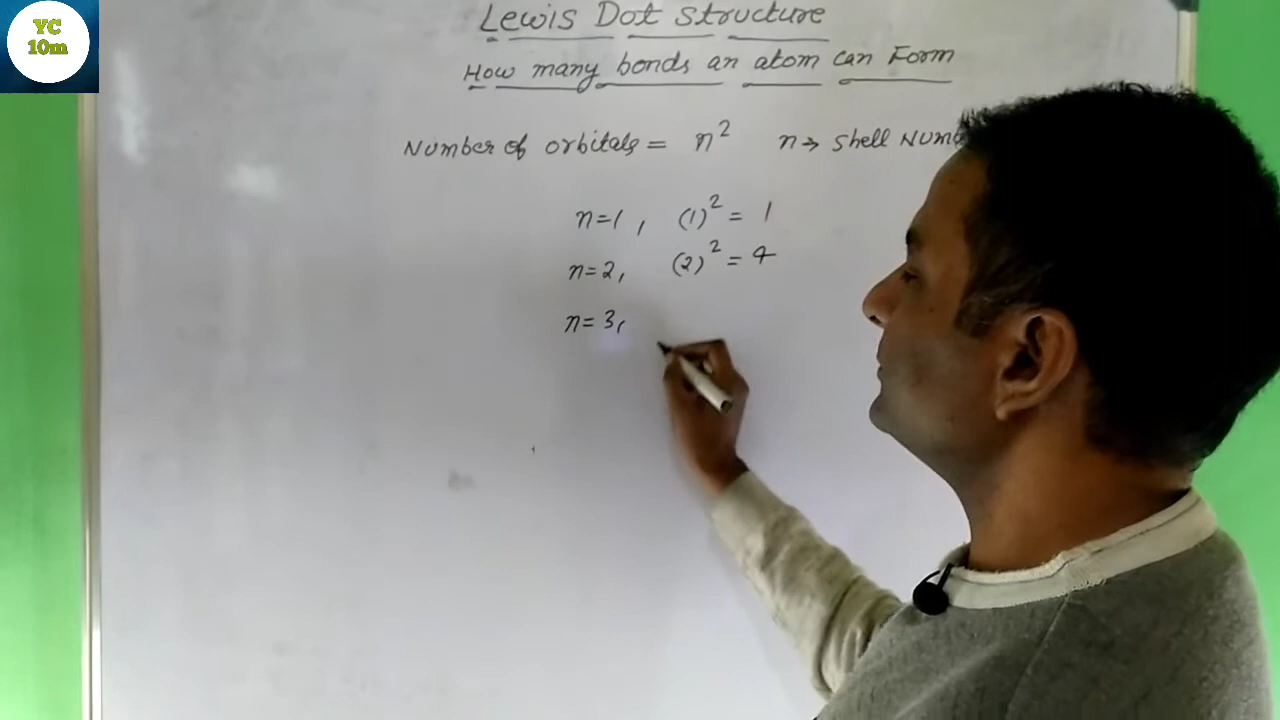 YC
10m
Lewis Dot Structure
How many bonds an atom can Form
Number of orbitals = n² n → Shell
n=1, (1)² = 1
n=2, (2)² = 4
n=3,